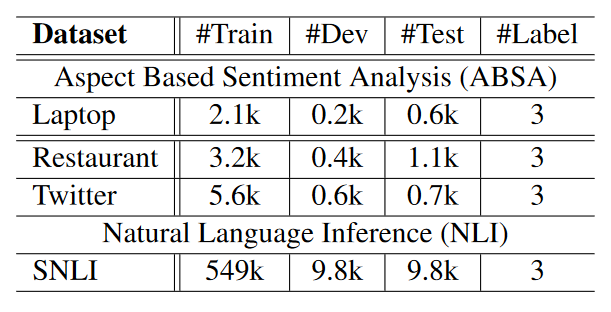 Dataset #Train #Dev #Test #Label
Aspect Based Sentiment Analysis (ABSA)
Laptop 2.1k 0.2k 0.6k 3
Restaurant 3.2k 0.4k 1.1k 3
Twitter 5.6k 0.6k 0.7k 3
Natural Language Inference (NLI)
SNLI 549k 9.8k 9.8k 3